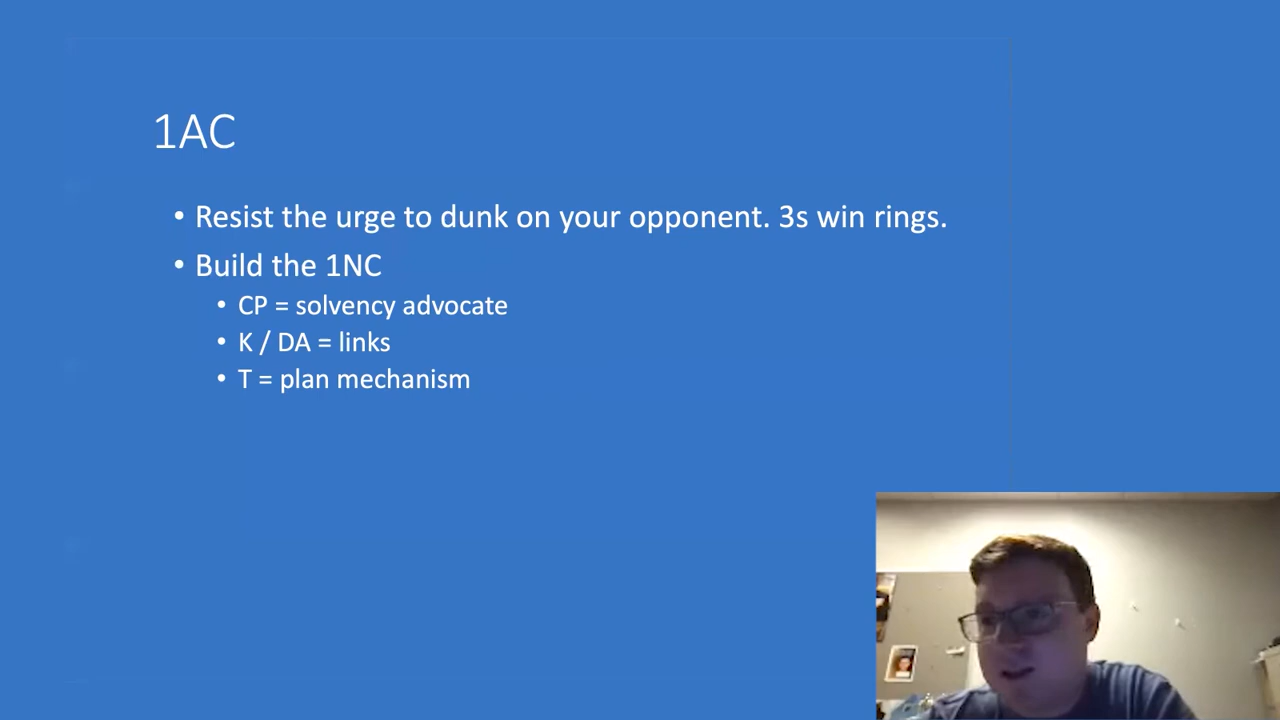 1AC
• Resist the urge to dunk on your opponent. 3s win rings.
• Build the 1NC
• CP = solvency advocate
• K / DA = links
• T = plan mechanism